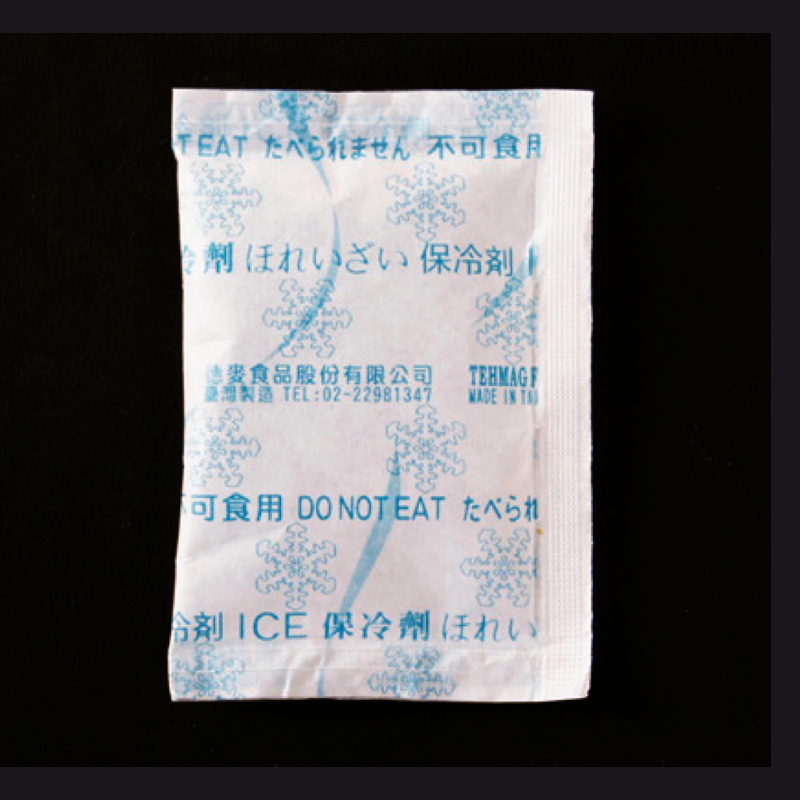 T EAT たべられません 不可食用
冷劑 ほれいざい 保冷剤
德麥食品股份有限公司 TEHMAG F
臺灣製造 TEL:02-22981347 MADE IN TAI
不可食用 DO NOT EAT たべられ
冷剤 ICE 保冷劑 ほれい